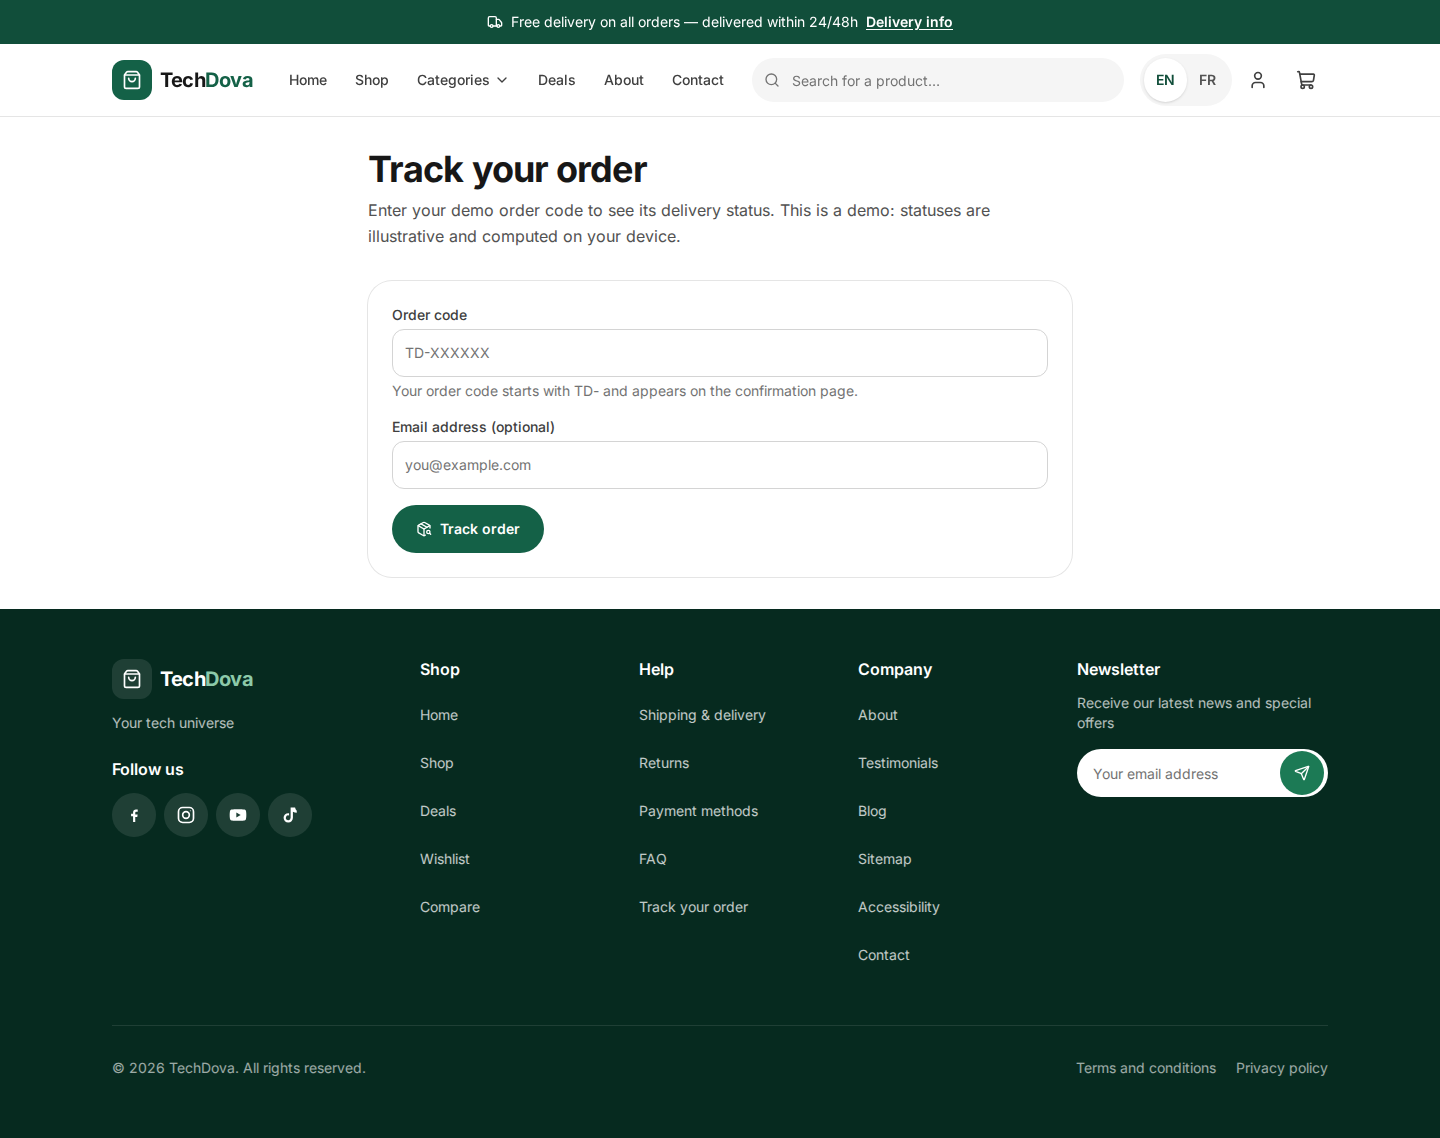 Free delivery on all orders — delivered within 24/48h Delivery info
TechDova
Home
Shop
Categories
Deals
About
Contact
Search for a product...
EN
FR
Track your order
Enter your demo order code to see its delivery status. This is a demo: statuses are
illustrative and computed on your device.
Order code
TD-XXXXXX
Your order code starts with TD- and appears on the confirmation page.
Email address (optional)
you@example.com
Track order
TechDova
Your tech universe
Follow us
Shop
Home
Shop
Deals
Wishlist
Compare
Help
Shipping & delivery
Returns
Payment methods
FAQ
Track your order
Company
About
Testimonials
Blog
Sitemap
Accessibility
Contact
Newsletter
Receive our latest news and special
offers
Your email address
© 2026 TechDova. All rights reserved.
Terms and conditions
Privacy policy